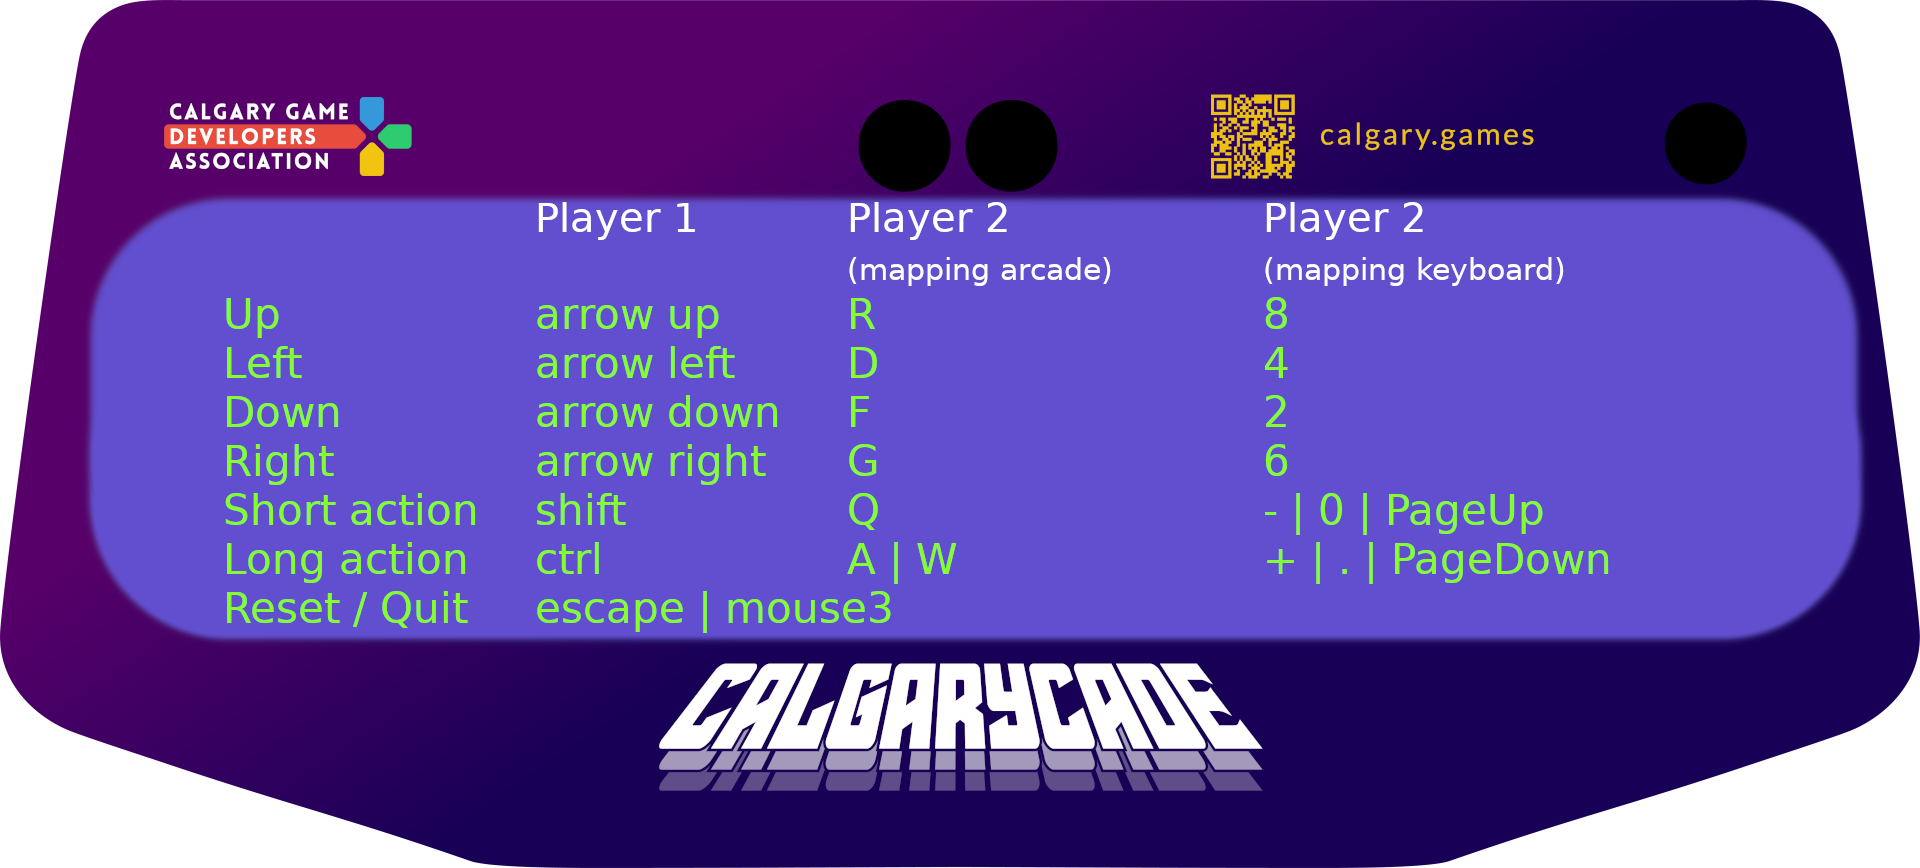 CALGARY GAME
DEVELOPERS
ASSOCIATION
calgary.games
Player 1 Player 2 Player 2
(mapping arcade) (mapping keyboard)
Up arrow up R 8
Left arrow left D 4
Down arrow down F 2
Right arrow right G 6
Short action shift Q - | 0 | PageUp
Long action ctrl A | W + | . | PageDown
Reset / Quit escape | mouse3
CALGARYCADE